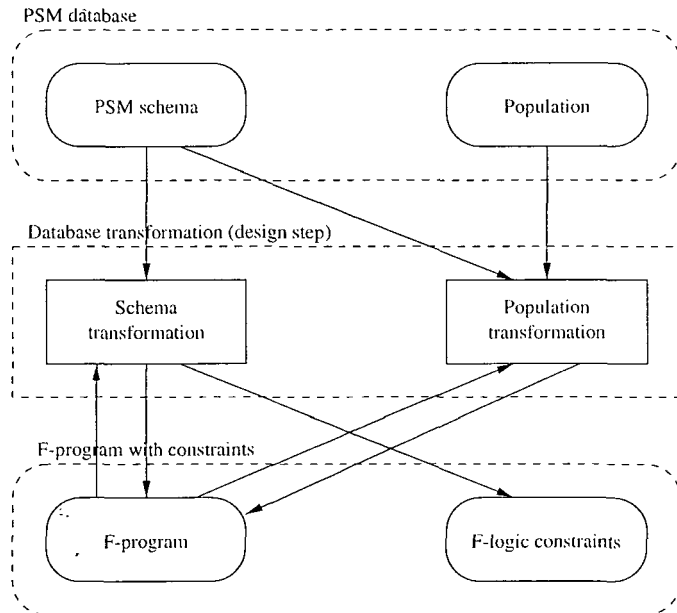 PSM database
PSM schema
Population
Database transformation (design step)
Schema
transformation
Population
transformation
F-program with constraints
F-program
F-logic constraints